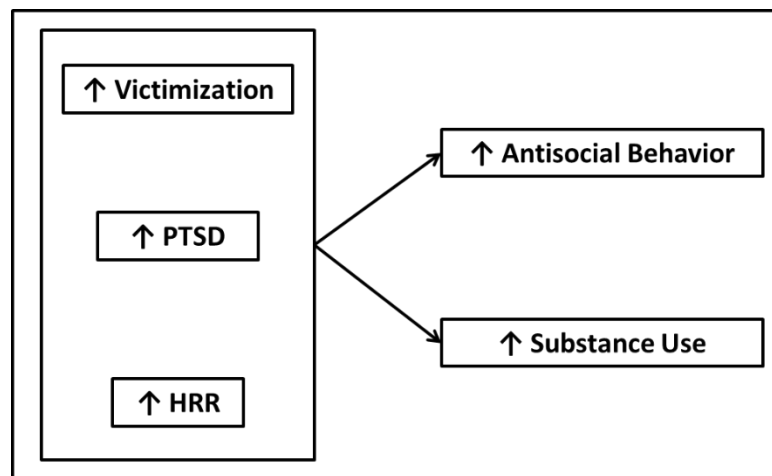 ↑ Victimization
↑ Antisocial Behavior
↑ PTSD
↑ Substance Use
↑ HRR